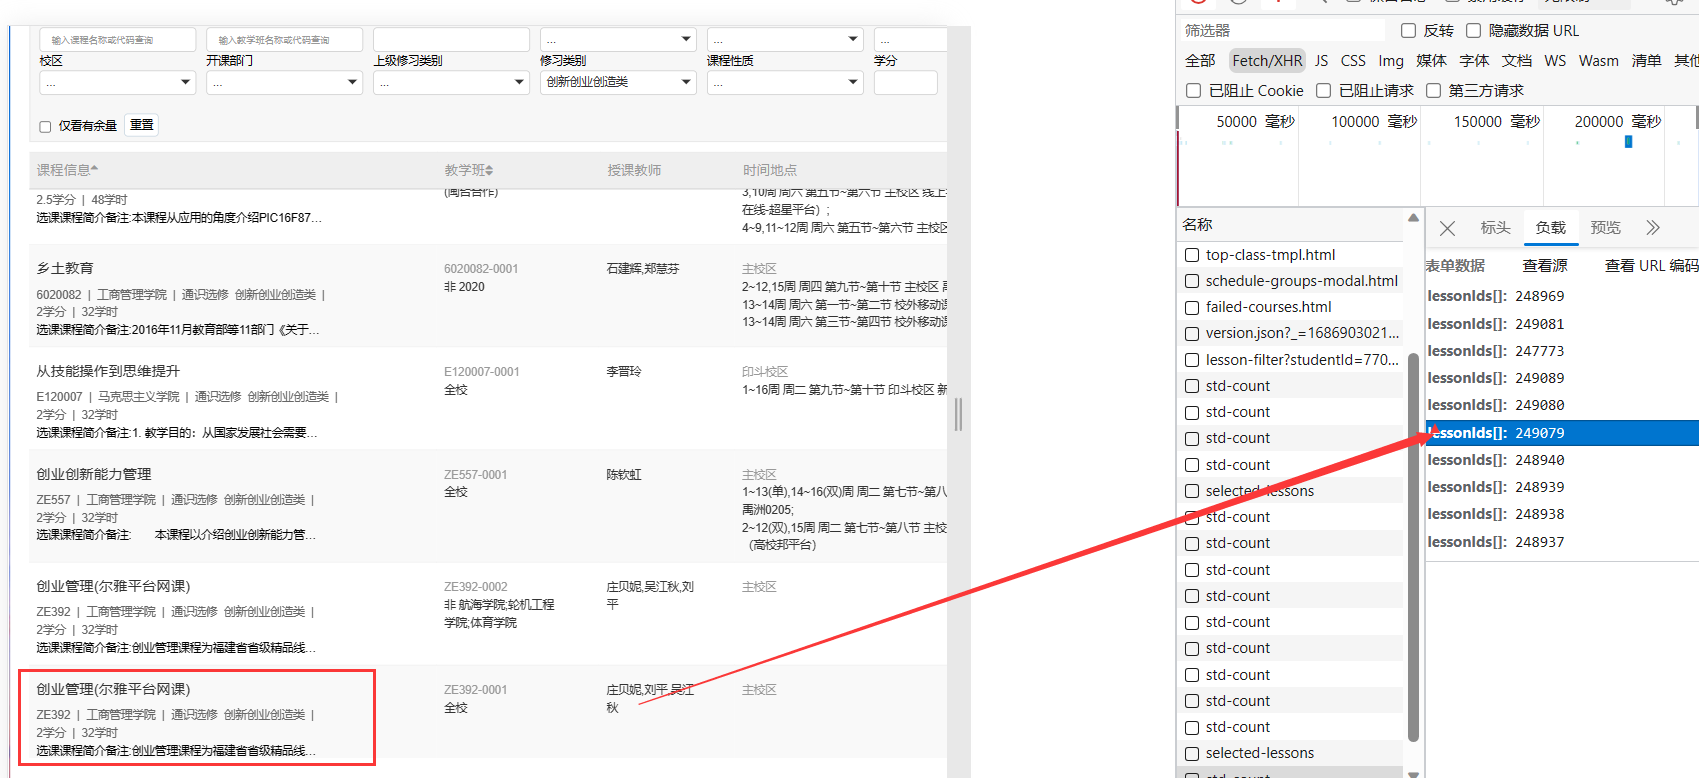 输入课程名称或代码查询
输入教学班名称或代码查询
...
...
...
校区
开课部门
上级修习类别
修习类别
课程性质
学分
...
...
...
创新创业创造类
...
仅看有余量
重置
课程信息
教学班
授课教师
时间地点
2.5学分 | 48学时
选课课程简介备注:本课程从应用的角度介绍PIC16F87...
(闽台合作)
3,10周 周六 第五节~第六节 主校区 线上
在线-超星平台）;
4~9,11~12周 周六 第五节~第六节 主校区
乡土教育
6020082 | 工商管理学院 | 通识选修 创新创业创造类 |
2学分 | 32学时
选课课程简介备注:2016年11月教育部等11部门《关于...
6020082-0001
非 2020
石建辉,郑慧芬
主校区
2~12,15周 周四 第九节~第十节 主校区
13~14周 周六 第一节~第二节 校外移动
13~14周 周六 第三节~第四节 校外移动
从技能操作到思维提升
E120007 | 马克思主义学院 | 通识选修 创新创业创造类 |
2学分 | 32学时
选课课程简介备注:1. 教学目的：从国家发展社会需要...
E120007-0001
全校
李晋玲
印斗校区
1~16周 周二 第九节~第十节 印斗校区 新
创业创新能力管理
ZE557 | 工商管理学院 | 通识选修 创新创业创造类 |
2学分 | 32学时
选课课程简介备注: 本课程以介绍创业创新能力管...
ZE557-0001
全校
陈钦虹
主校区
1~13(单),14~16(双)周 周二 第七节~第八
禹洲0205;
2~12(双),15周 周二 第七节~第八节 主校
（高校邦平台）
创业管理(尔雅平台网课)
ZE392 | 工商管理学院 | 通识选修 创新创业创造类 |
2学分 | 32学时
选课课程简介备注:创业管理课程为福建省省级精品线...
ZE392-0002
非 航海学院;轮机工程
学院;体育学院
庄贝妮,吴江秋,刘
平
主校区
创业管理(尔雅平台网课)
ZE392 | 工商管理学院 | 通识选修 创新创业创造类 |
2学分 | 32学时
选课课程简介备注:创业管理课程为福建省省级精品线...
ZE392-0001
全校
庄贝妮,刘平,吴江
秋
主校区
筛选器
反转
隐藏数据 URL
全部 Fetch/XHR JS CSS Img 媒体 字体 文档 WS Wasm 清单 其他
已阻止 Cookie
已阻止请求
第三方请求
50000 毫秒
100000 毫秒
150000 毫秒
200000 毫秒
名称
top-class-tmpl.html
schedule-groups-modal.html
failed-courses.html
version.json?_=1686903021...
lesson-filter?studentId=770...
std-count
std-count
std-count
std-count
selected-lessons
std-count
std-count
std-count
std-count
std-count
std-count
std-count
std-count
std-count
selected-lessons
std-count
标头
负载
预览
表单数据
查看源
查看 URL 编码
lessonIds[]: 248969
lessonIds[]: 249081
lessonIds[]: 247773
lessonIds[]: 249089
lessonIds[]: 249080
lessonIds[]: 249079
lessonIds[]: 248940
lessonIds[]: 248939
lessonIds[]: 248938
lessonIds[]: 248937